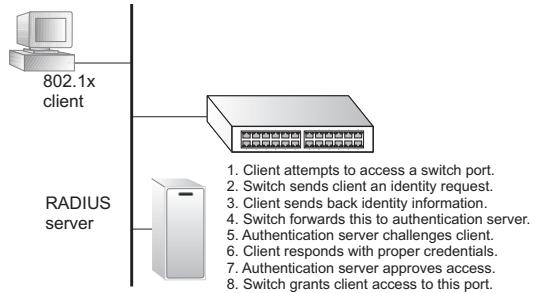 802.1x
client
RADIUS
server
1. Client attempts to access a switch port.
2. Switch sends client an identity request.
3. Client sends back identity information.
4. Switch forwards this to authentication server.
5. Authentication server challenges client.
6. Client responds with proper credentials.
7. Authentication server approves access.
8. Switch grants client access to this port.